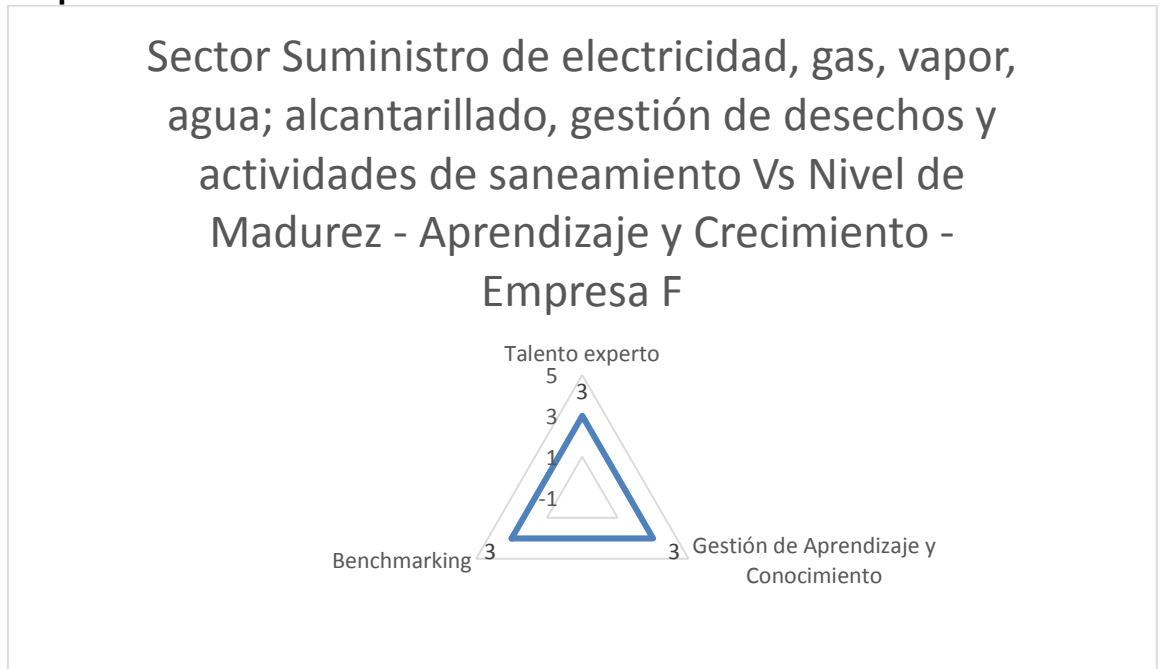 Sector Suministro de electricidad, gas, vapor,
agua; alcantarillado, gestión de desechos y
actividades de saneamiento Vs Nivel de
Madurez - Aprendizaje y Crecimiento -
Empresa F
Talento experto
5
3
3
1
-1
Benchmarking
3
3
Gestión de Aprendizaje y
Conocimiento